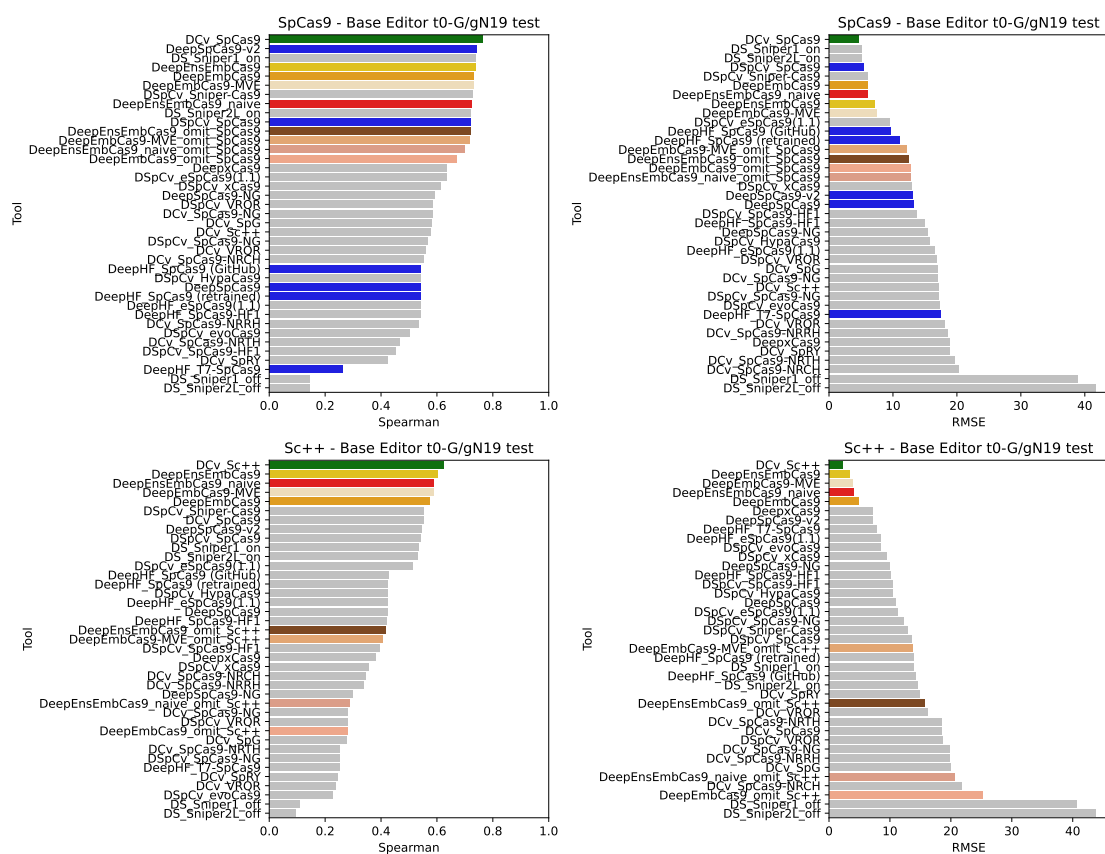 SpCas9 - Base Editor t0-G/gN19 test
Tool
DCv_SpCas9
DeepSpCas9-v2
DS_Sniper1_on
DeepEnsEmbCas9
DeepEmbCas9
DeepEmbCas9-MVE
DSpCv_Sniper-Cas9
DeepEnsEmbCas9_naive
DS_Sniper2L_on
DSpCv_SpCas9
DeepEnsEmbCas9_omit_SpCas9
DeepEmbCas9-MVE_omit_SpCas9
DeepEnsEmbCas9_naive_omit_SpCas9
DeepEmbCas9_omit_SpCas9
DeepxCas9
DSpCv_eSpCas9(1.1)
DSpCv_xCas9
DeepSpCas9-NG
DSpCv_VRQR
DCv_SpCas9-NG
DCv_SpG
DCv_Sc++
DSpCv_SpCas9-NG
DCv_VRQR
DCv_SpCas9-NRCH
DeepHF_SpCas9 (GitHub)
DSpCv_HypaCas9
DeepSpCas9
DeepHF_SpCas9 (retrained)
DeepHF_eSpCas9(1.1)
DeepHF_SpCas9-HF1
DCv_SpCas9-NRRH
DSpCv_evoCas9
DCv_SpCas9-NRTH
DSpCv_SpCas9-HF1
DCv_SpRY
DeepHF_T7-SpCas9
DS_Sniper1_off
DS_Sniper2L_off
0.0 0.2 0.4 0.6 0.8 1.0
Spearman
SpCas9 - Base Editor t0-G/gN19 test
Tool
DCv_SpCas9
DS_Sniper1_on
DS_Sniper2L_on
DSpCv_SpCas9
DSpCv_Sniper-Cas9
DeepEmbCas9
DeepEnsEmbCas9_naive
DeepEnsEmbCas9
DeepEmbCas9-MVE
DSpCv_eSpCas9(1.1)
DeepHF_SpCas9 (GitHub)
DeepHF_SpCas9 (retrained)
DeepEmbCas9-MVE_omit_SpCas9
DeepEnsEmbCas9_omit_SpCas9
DeepEmbCas9_omit_SpCas9
DeepEnsEmbCas9_naive_omit_SpCas9
DSpCv_xCas9
DeepSpCas9-v2
DeepSpCas9
DSpCv_SpCas9-HF1
DeepHF_SpCas9-HF1
DeepSpCas9-NG
DSpCv_HypaCas9
DeepHF_eSpCas9(1.1)
DSpCv_VRQR
DCv_SpG
DCv_SpCas9-NG
DCv_Sc++
DSpCv_SpCas9-NG
DSpCv_evoCas9
DeepHF_T7-SpCas9
DCv_VRQR
DCv_SpCas9-NRRH
DeepxCas9
DCv_SpRY
DCv_SpCas9-NRTH
DCv_SpCas9-NRCH
DS_Sniper1_off
DS_Sniper2L_off
0 10 20 30 40
RMSE
Sc++ - Base Editor t0-G/gN19 test
Tool
DCv_Sc++
DeepEnsEmbCas9
DeepEnsEmbCas9_naive
DeepEmbCas9-MVE
DeepEmbCas9
DSpCv_Sniper-Cas9
DCv_SpCas9
DeepSpCas9-v2
DSpCv_SpCas9
DS_Sniper1_on
DS_Sniper2L_on
DSpCv_eSpCas9(1.1)
DeepHF_SpCas9 (GitHub)
DeepHF_SpCas9 (retrained)
DSpCv_HypaCas9
DeepHF_eSpCas9(1.1)
DeepSpCas9
DeepHF_SpCas9-HF1
DeepEnsEmbCas9_omit_Sc++
DeepEmbCas9-MVE_omit_Sc++
DSpCv_SpCas9-HF1
DeepxCas9
DSpCv_xCas9
DCv_SpCas9-NRCH
DCv_SpCas9-NRRH
DeepSpCas9-NG
DeepEnsEmbCas9_naive_omit_Sc++
DCv_SpCas9-NG
DSpCv_VRQR
DeepEmbCas9_omit_Sc++
DCv_SpG
DCv_SpCas9-NRTH
DSpCv_SpCas9-NG
DeepHF_T7-SpCas9
DCv_SpRY
DCv_VRQR
DSpCv_evoCas9
DS_Sniper1_off
DS_Sniper2L_off
0.0 0.2 0.4 0.6 0.8 1.0
Spearman
Sc++ - Base Editor t0-G/gN19 test
Tool
DCv_Sc++
DeepEnsEmbCas9
DeepEmbCas9-MVE
DeepEnsEmbCas9_naive
DeepEmbCas9
DeepxCas9
DeepSpCas9-v2
DeepHF_T7-SpCas9
DeepHF_eSpCas9(1.1)
DSpCv_evoCas9
DSpCv_xCas9
DeepSpCas9-NG
DeepHF_SpCas9-HF1
DSpCv_SpCas9-HF1
DSpCv_HypaCas9
DeepSpCas9
DSpCv_eSpCas9(1.1)
DSpCv_SpCas9-NG
DSpCv_Sniper-Cas9
DSpCv_SpCas9
DeepEmbCas9-MVE_omit_Sc++
DeepHF_SpCas9 (retrained)
DS_Sniper1_on
DeepHF_SpCas9 (GitHub)
DS_Sniper2L_on
DCv_SpRY
DeepEnsEmbCas9_omit_Sc++
DCv_VRQR
DCv_SpCas9-NRTH
DCv_SpCas9
DSpCv_VRQR
DCv_SpCas9-NG
DCv_SpCas9-NRRH
DCv_SpG
DeepEnsEmbCas9_naive_omit_Sc++
DCv_SpCas9-NRCH
DeepEmbCas9_omit_Sc++
DS_Sniper1_off
DS_Sniper2L_off
0 10 20 30 40
RMSE